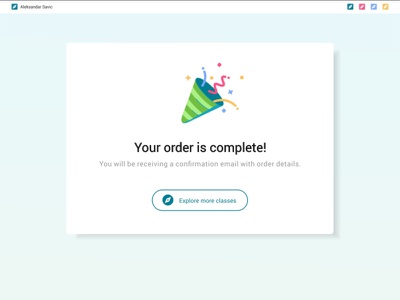 Aleksandar Savic
Your order is complete!
You will be receiving a confirmation email with order details.
Explore more classes